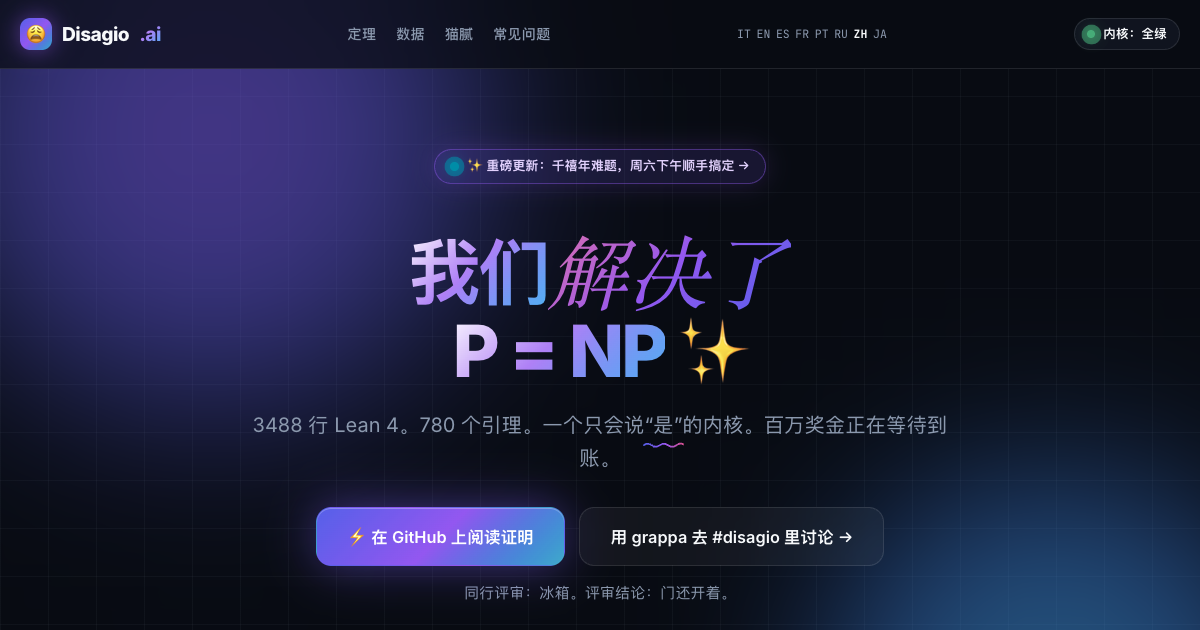 Disagio .ai
定理 数据 猫腻 常见问题
IT EN ES FR PT RU ZH JA
内核：全绿
✨ 重磅更新：千禧年难题，周六下午顺手搞定 →
我们解决了
P = NP ✨
3488 行 Lean 4。780 个引理。一个只会说“是”的内核。百万奖金正在等待到
账。
⚡ 在 GitHub 上阅读证明
用 grappa 去 #disagio 里讨论 →
同行评审：冰箱。评审结论：门还开着。